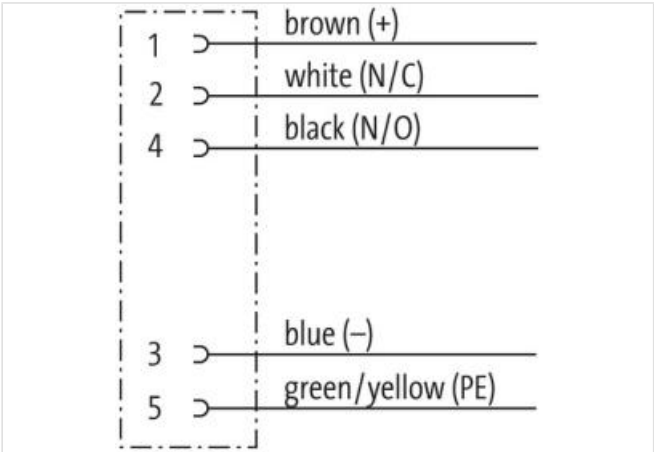 1 brown (+)
2 white (N/C)
4 black (N/O)
3 blue (–)
5 green/yellow (PE)